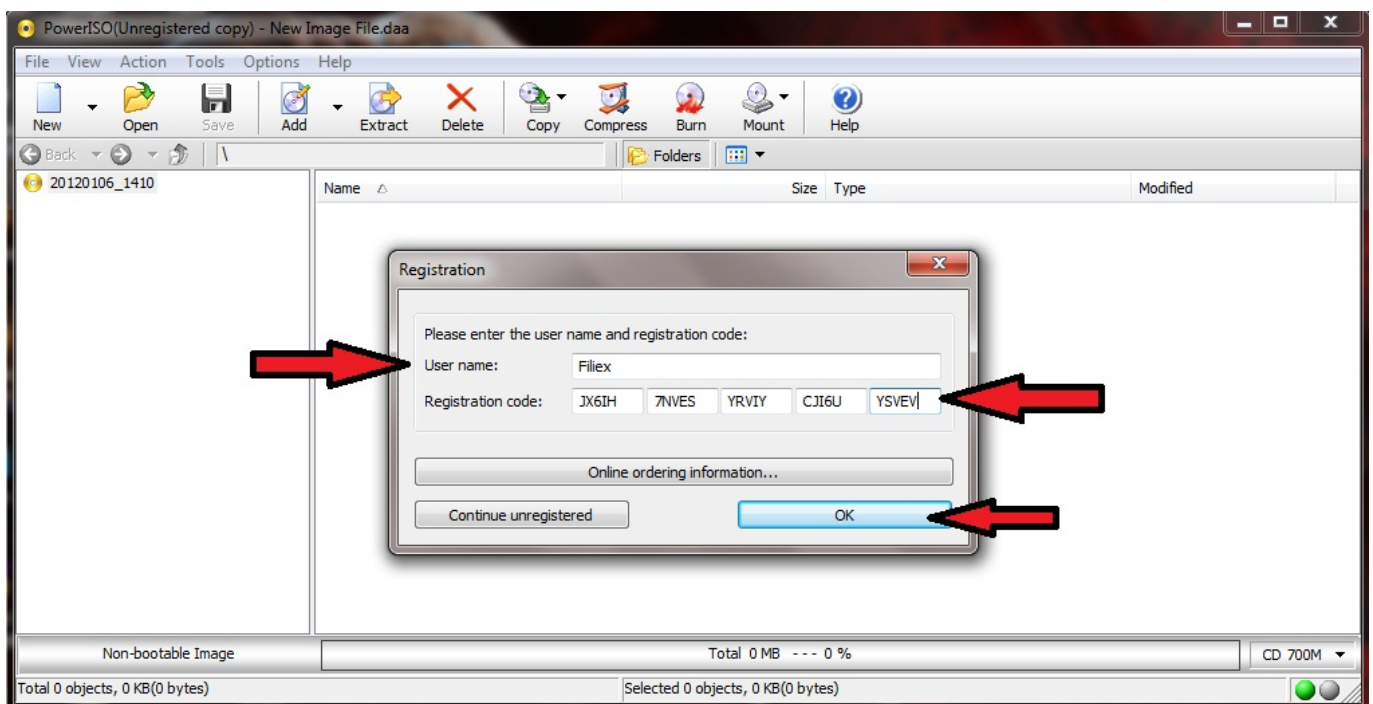 PowerISO(Unregistered copy) - New Image File.daa
File View Action Tools Options Help
New Open Save Add Extract Delete Copy Compress Burn Mount Help
Back \ Folders
20120106_1410
Name Size Type Modified
Registration
Please enter the user name and registration code:
User name: Filiex
Registration code: JX6IH 7NVES YRVIY CJI6U YSVEV
Online ordering information...
Continue unregistered OK
Non-bootable Image Total 0 MB --- 0 % CD 700M
Total 0 objects, 0 KB(0 bytes) Selected 0 objects, 0 KB(0 bytes)